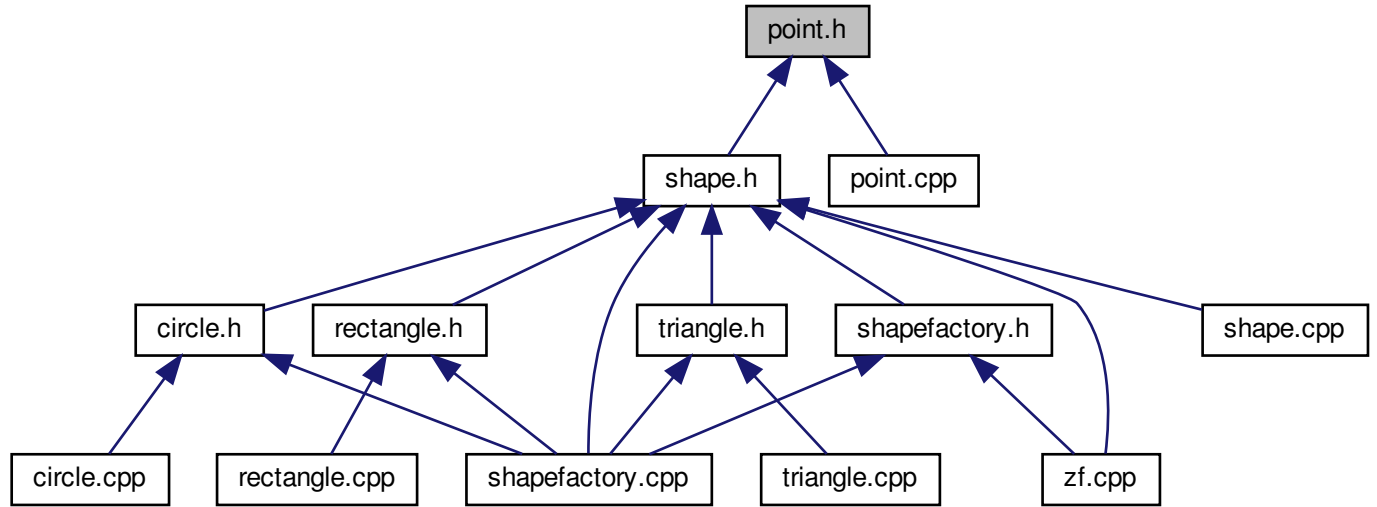 point.h
shape.h
point.cpp
circle.h
rectangle.h
triangle.h
shapefactory.h
shape.cpp
circle.cpp
rectangle.cpp
shapefactory.cpp
triangle.cpp
zf.cpp